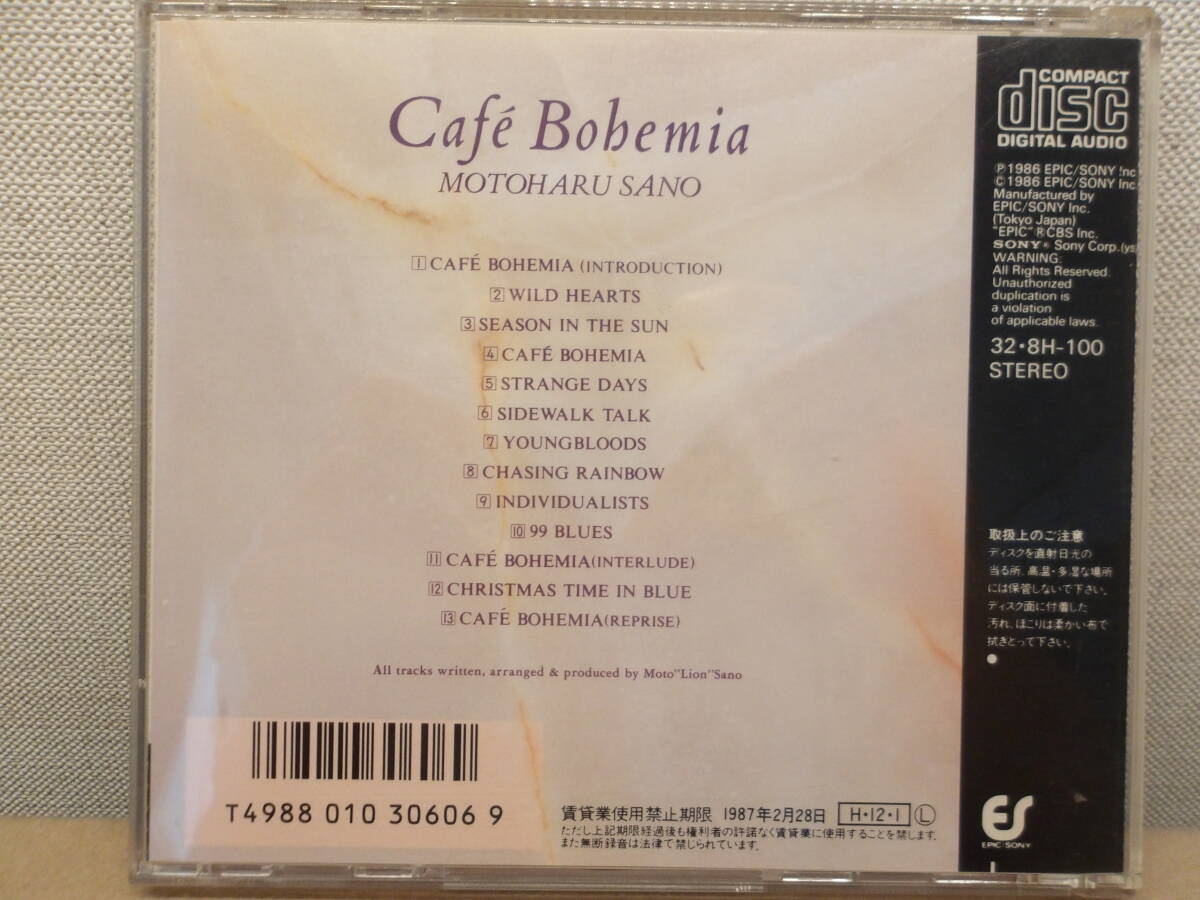 Café Bohemia
MOTOHARU SANO
1 CAFÉ BOHEMIA (INTRODUCTION)
2 WILD HEARTS
3 SEASON IN THE SUN
4 CAFÉ BOHEMIA
5 STRANGE DAYS
6 SIDEWALK TALK
7 YOUNGBLOODS
8 CHASING RAINBOW
9 INDIVIDUALISTS
10 99 BLUES
11 CAFÉ BOHEMIA(INTERLUDE)
12 CHRISTMAS TIME IN BLUE
13 CAFÉ BOHEMIA(REPRISE)
All tracks written, arranged & produced by Moto"Lion"Sano
T4988 010 30606 9
賃貸業使用禁止期限 1987年2月28日 H・12・1 Ⓛ
ただし上記期限経過後も権利者の許諾なく賃貸業に使用することを禁じます.
また無断録音は法律で禁じられています.
COMPACT
disc
DIGITAL AUDIO
Ⓟ1986 EPIC/SONY Inc
©1986 EPIC/SONY Inc
Manufactured by
EPIC/SONY Inc.
(Tokyo Japan)
"EPIC"®CBS Inc.
SONY® Sony Corp.(ys
WARNING:
All Rights Reserved.
Unauthorized
duplication is
a violation
of applicable laws.
32・8H-100
STEREO
取扱上のご注意
ディスクを直射日光の
当る所、高温・多湿な場所
には保管しないで下さい。
ディスク面に付着した
汚れ、ほこりは柔かい布で
拭きとって下さい。
ES
EPIC/SONY